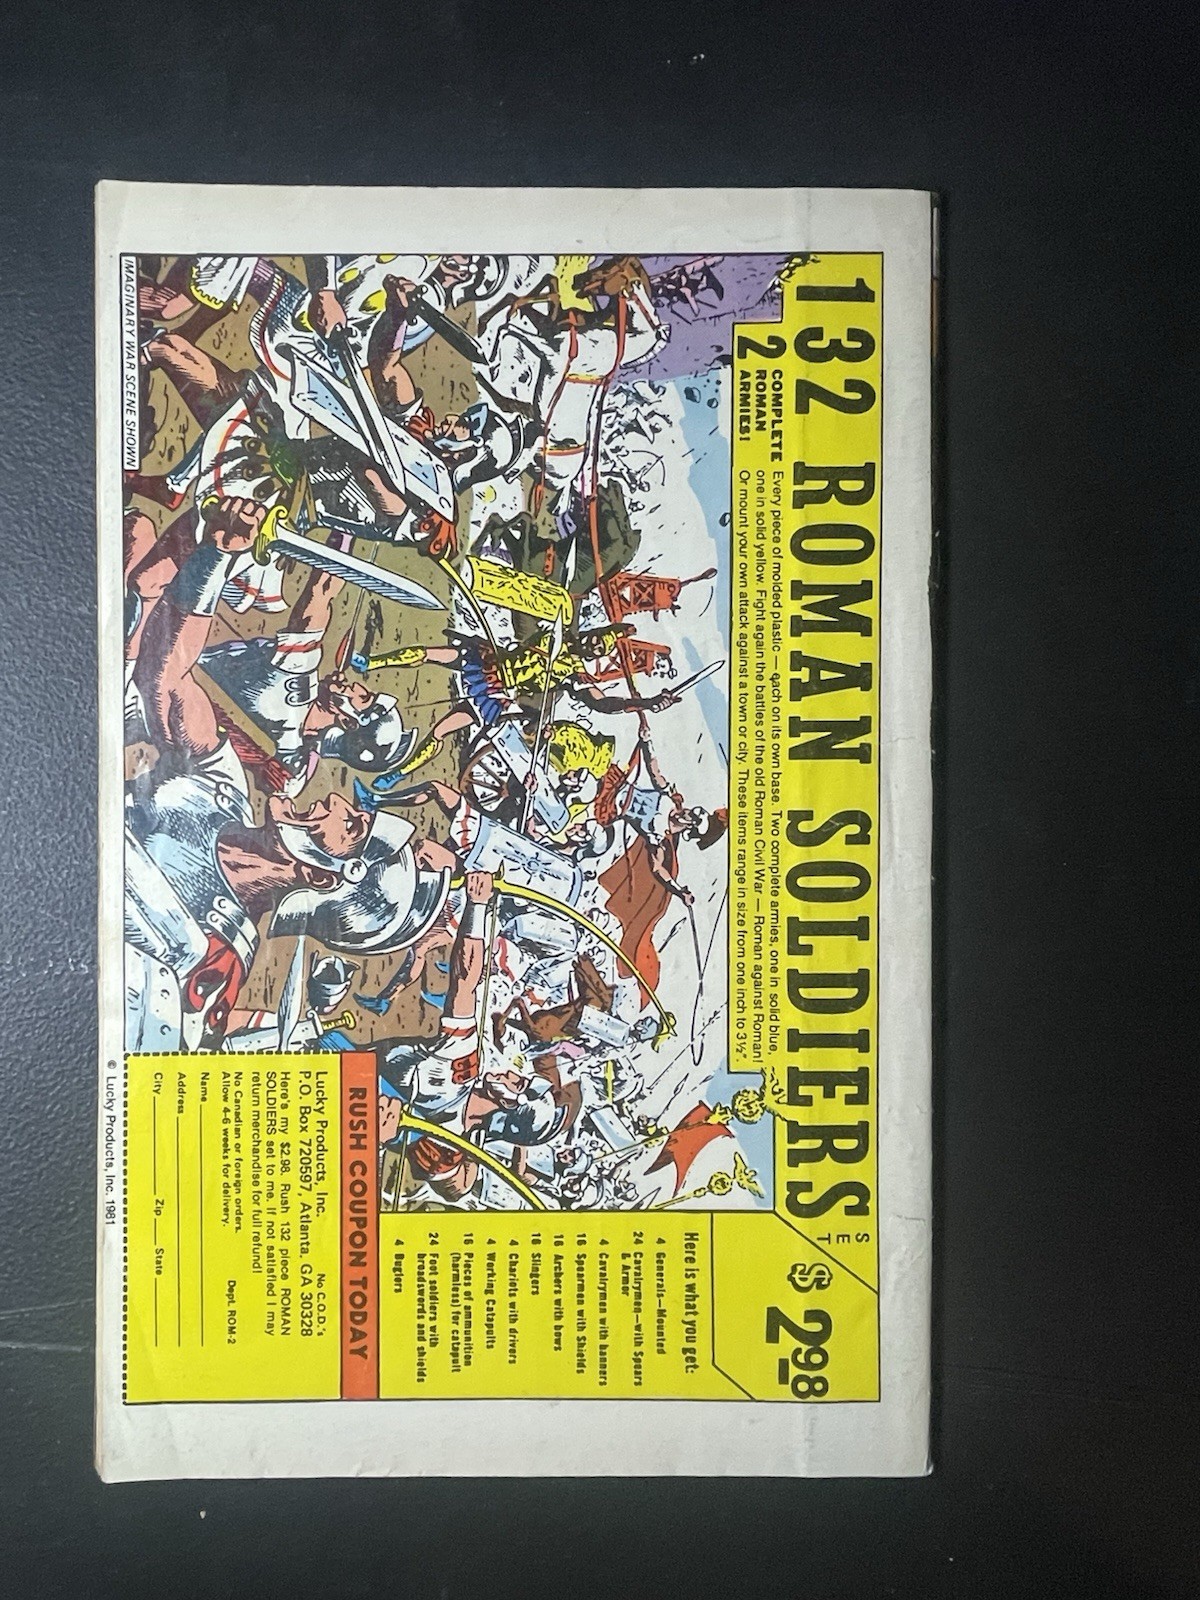 132 ROMAN SOLDIERS SET
$2.98
2 COMPLETE
ROMAN
ARMIES!
Every piece of molded plastic — each on its own base. Two complete armies, one in solid blue,
one in solid yellow. Fight again the battles of the old Roman Civil War — Roman against Roman!
Or mount your own attack against a town or city. These items range in size from one inch to 3½".
Here is what you get:
4 Generals—Mounted
24 Cavalrymen—with Spears
& Armor
4 Cavalrymen with banners
16 Spearmen with Shields
16 Archers with bows
16 Slingers
4 Chariots with drivers
4 Working Catapults
16 Pieces of ammunition
(harmless) for catapult
24 Foot soldiers with
broadswords and shields
4 Buglers
RUSH COUPON TODAY
Lucky Products, Inc. No C.O.D.'s
P.O. Box 720597, Atlanta, GA 30328
Here's my $2.98. Rush 132 piece ROMAN
SOLDIERS set to me. If not satisfied I may
return merchandise for full refund!
No Canadian or foreign orders. Dept. ROM-2
Allow 4-6 weeks for delivery.
Name
Address
City Zip State
IMAGINARY WAR SCENE SHOWN
© Lucky Products, Inc. 1981